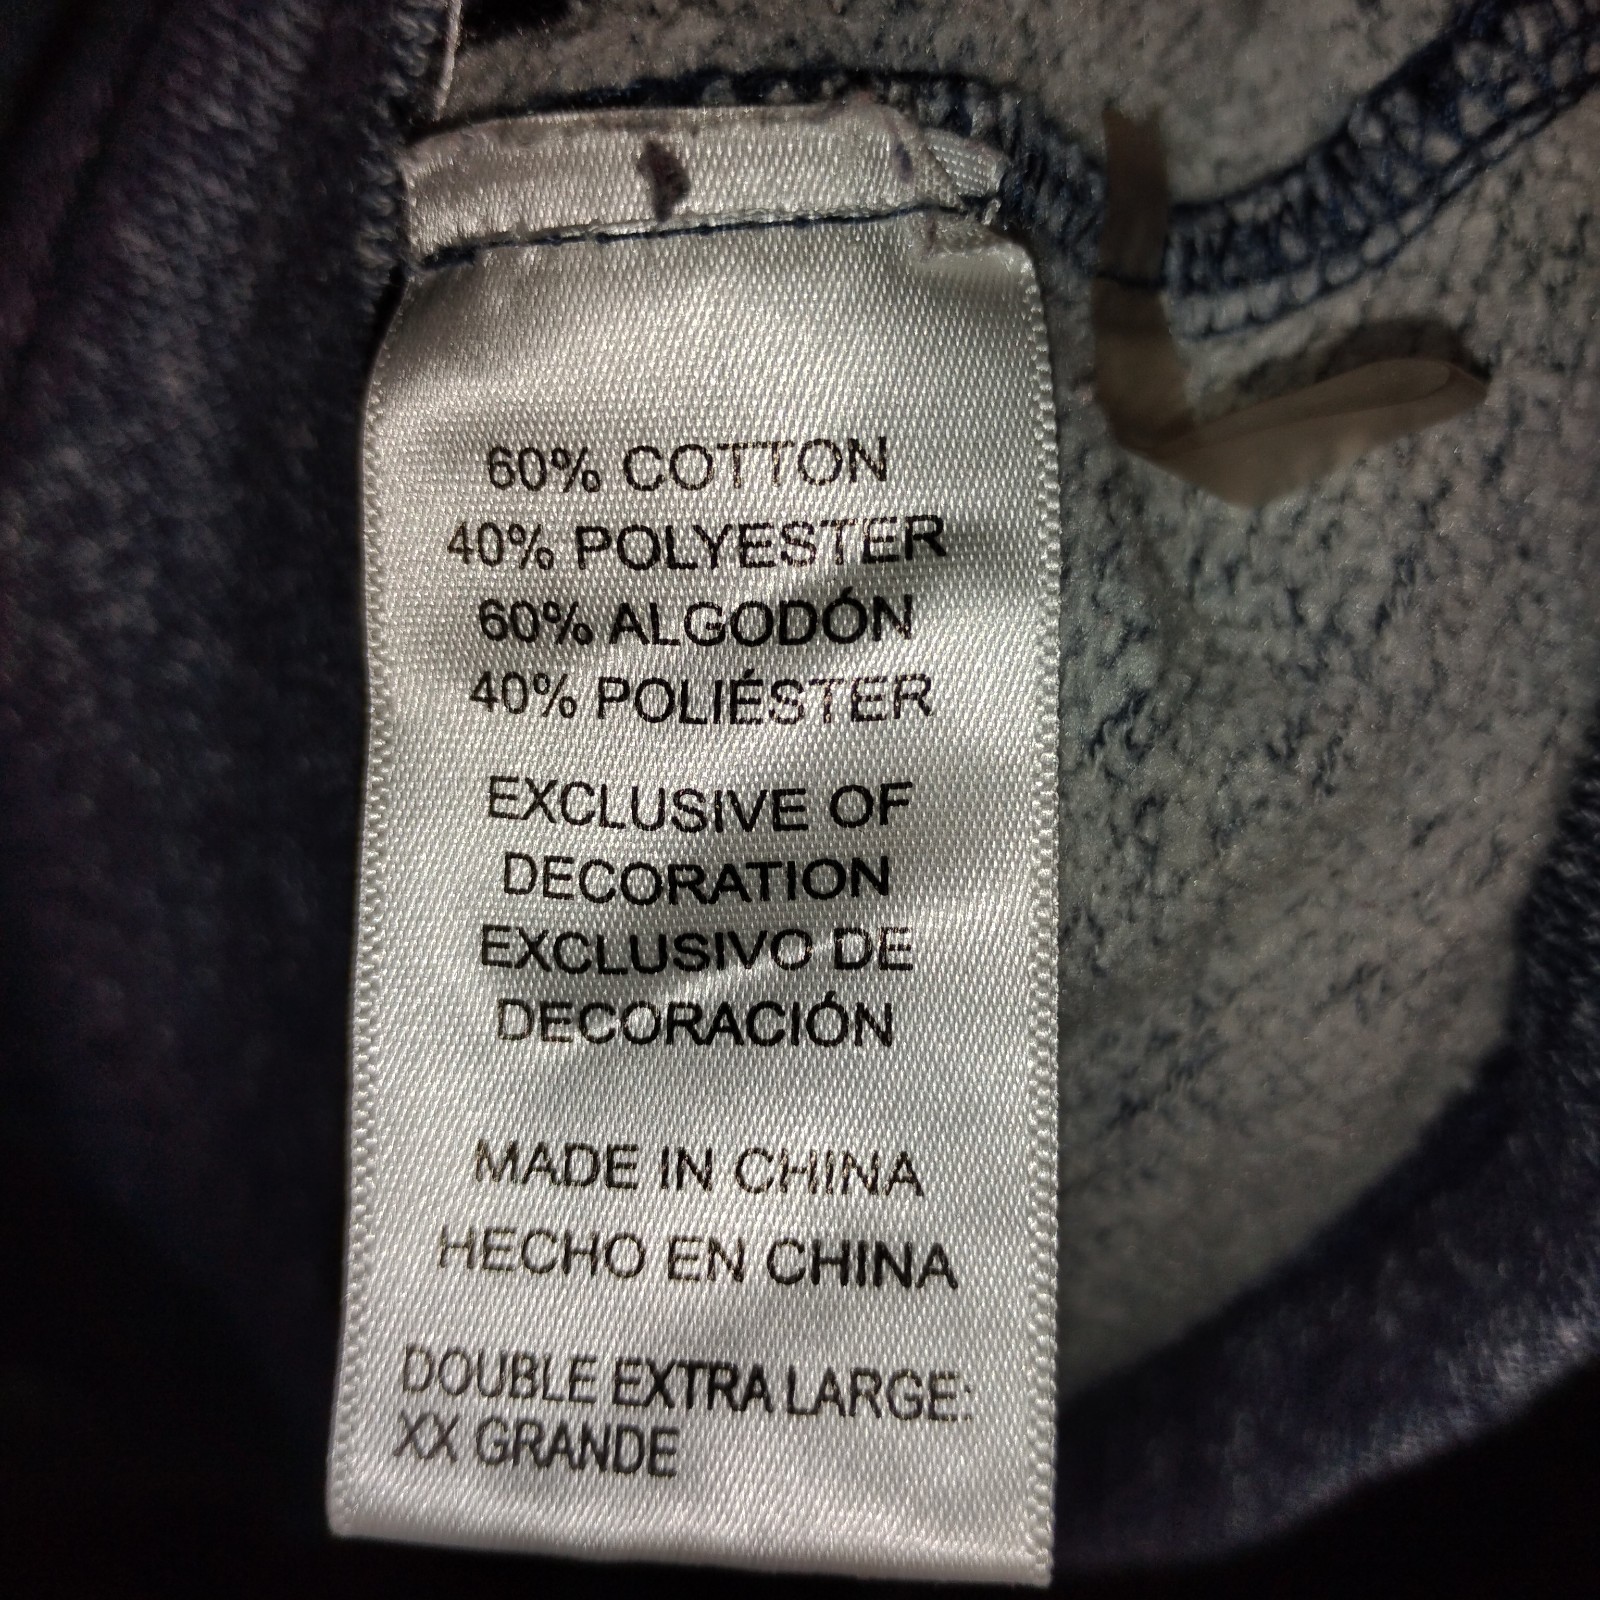 60% COTTON
40% POLYESTER
60% ALGODÓN
40% POLIÉSTER
EXCLUSIVE OF
DECORATION
EXCLUSIVO DE
DECORACIÓN
MADE IN CHINA
HECHO EN CHINA
DOUBLE EXTRA LARGE:
XX GRANDE